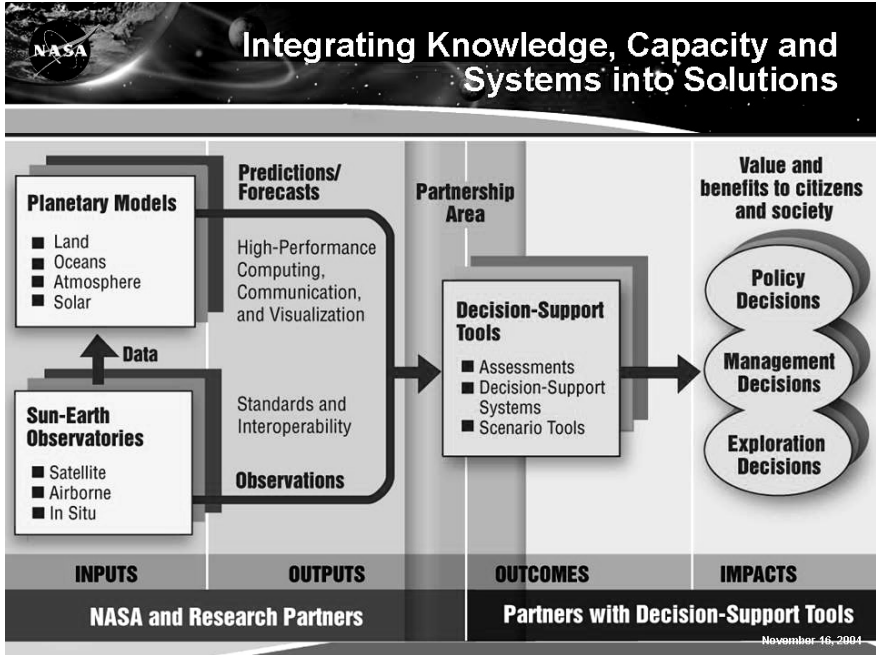 NASA
Integrating Knowledge, Capacity and
Systems into Solutions
Planetary Models
■ Land
■ Oceans
■ Atmosphere
■ Solar
Data
Sun-Earth
Observatories
■ Satellite
■ Airborne
■ In Situ
Predictions/
Forecasts
High-Performance
Computing,
Communication,
and Visualization
Standards and
Interoperability
Observations
Partnership
Area
Decision-Support
Tools
■ Assessments
■ Decision-Support
Systems
■ Scenario Tools
Value and
benefits to citizens
and society
Policy
Decisions
Management
Decisions
Exploration
Decisions
INPUTS
OUTPUTS
OUTCOMES
IMPACTS
NASA and Research Partners
Partners with Decision-Support Tools
November 16, 2004